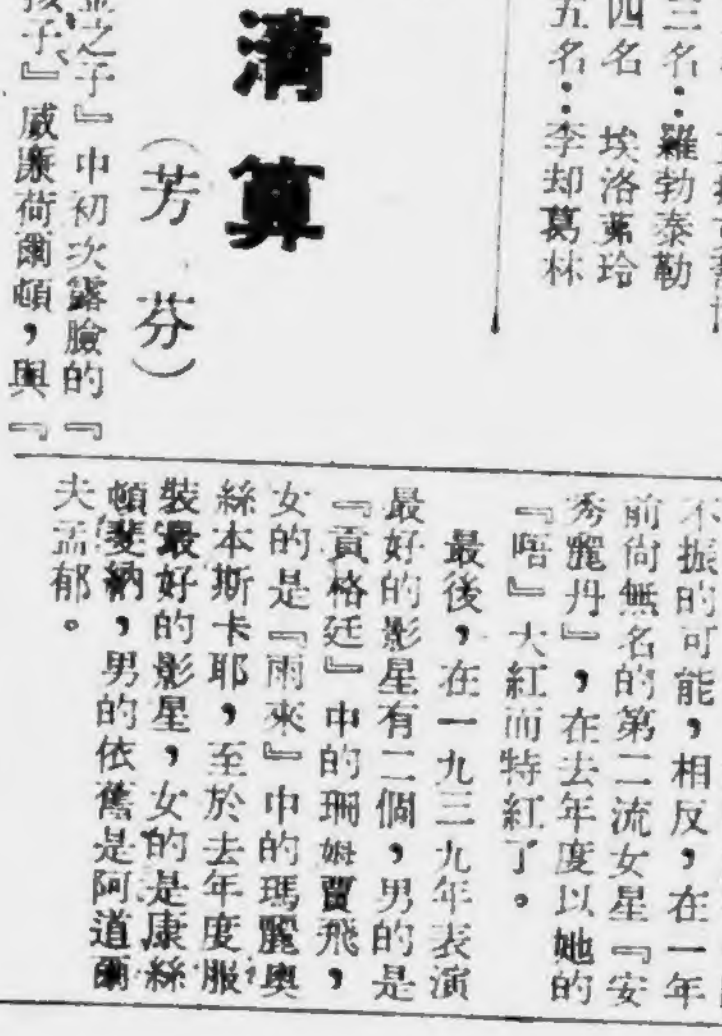 三名：羅勃泰勒
四名　埃洛弗玲
五名：李却葛林
清算
（芳芬）
之子』中初次露臉的『
孩子』威廉荷爾頓，與『
不振的可能，相反，在一年
前尙無名的第二流女星『安
秀麗丹』，在去年度以她的
『唔』大紅而特紅了。
最後，在一九三九年表演
最好的影星有二個，男的是
『貢格廷』中的珊姆賈飛，
女的是『雨來』中的瑪麗奧
絲本斯卡耶，至於去年度服
裝最好的影星，女的是康絲
頓斐納，男的依舊是阿道爾
夫孟郁。